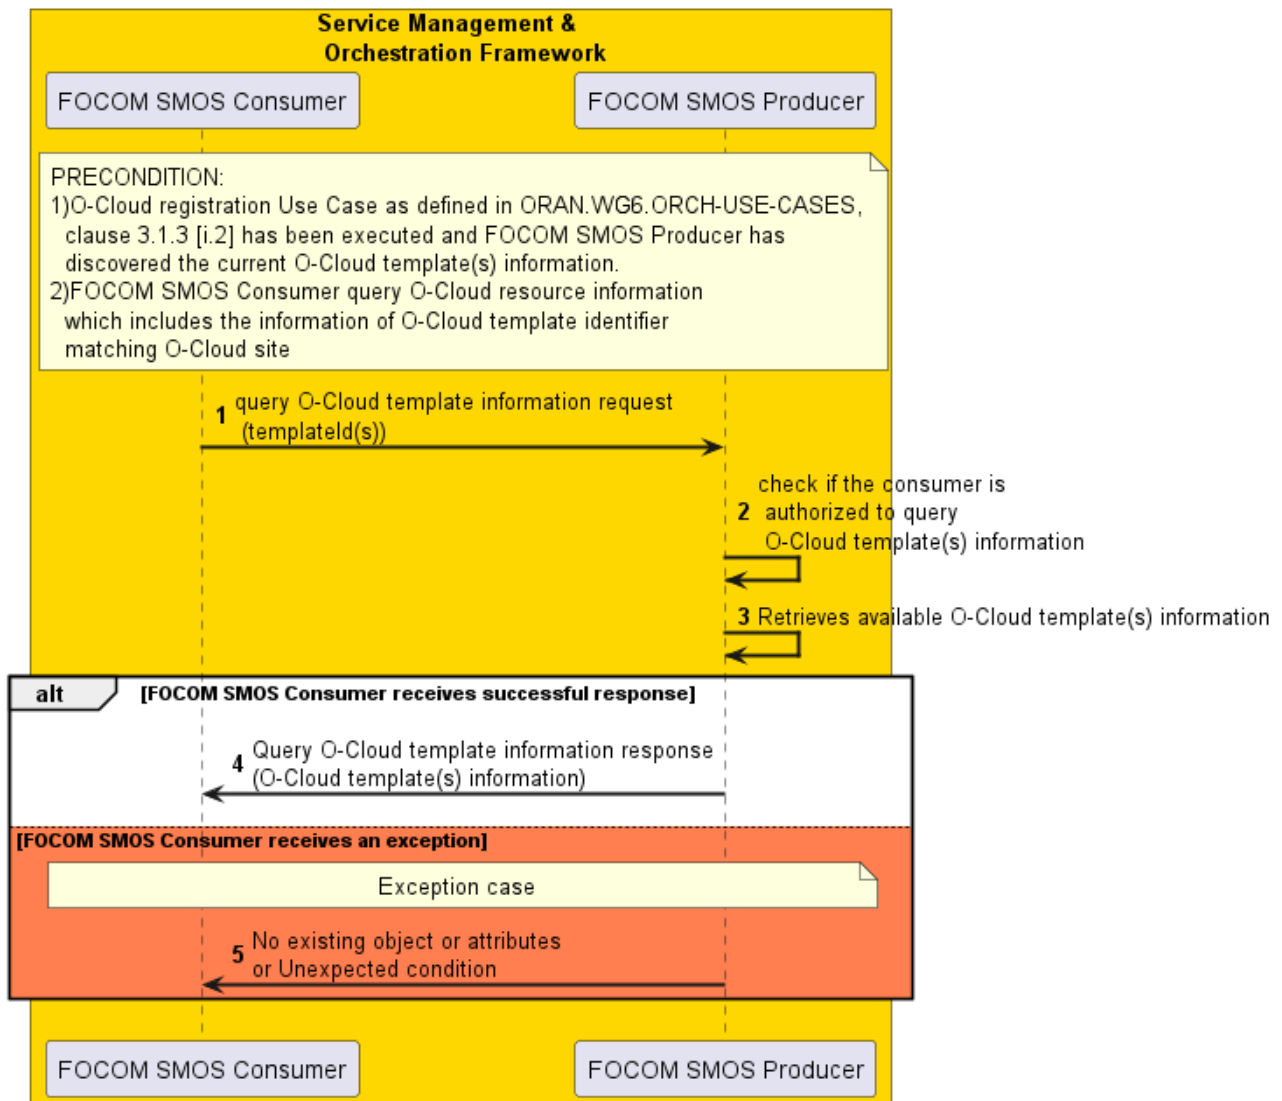 Service Management &
Orchestration Framework
FOCOM SMOS Consumer
FOCOM SMOS Producer
PRECONDITION:
1)O-Cloud registration Use Case as defined in ORAN.WG6.ORCH-USE-CASES,
clause 3.1.3 [i.2] has been executed and FOCOM SMOS Producer has
discovered the current O-Cloud template(s) information.
2)FOCOM SMOS Consumer query O-Cloud resource information
which includes the information of O-Cloud template identifier
matching O-Cloud site
1 query O-Cloud template information request
(templateId(s))
check if the consumer is
2 authorized to query
O-Cloud template(s) information
3 Retrieves available O-Cloud template(s) information
alt [FOCOM SMOS Consumer receives successful response]
4 Query O-Cloud template information response
(O-Cloud template(s) information)
[FOCOM SMOS Consumer receives an exception]
Exception case
5 No existing object or attributes
or Unexpected condition
FOCOM SMOS Consumer
FOCOM SMOS Producer